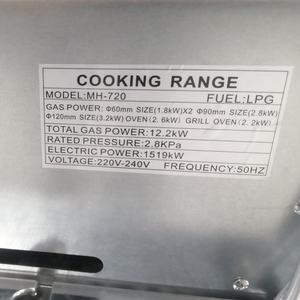 COOKING RANGE
MODEL:MH-720 FUEL:LPG
GAS POWER: Φ60mm SIZE(1.8kW)X2 Φ90mm SIZE(2.8kW)
Φ120mm SIZE(3.2kW) OVEN(2.6kW) GRILL OVEN(2.2kW)
TOTAL GAS POWER:12.2kW
RATED PRESSURE:2.8KPa
ELECTRIC POWER:1519kW
VOLTAGE:220V-240V FREQUENCY:50HZ